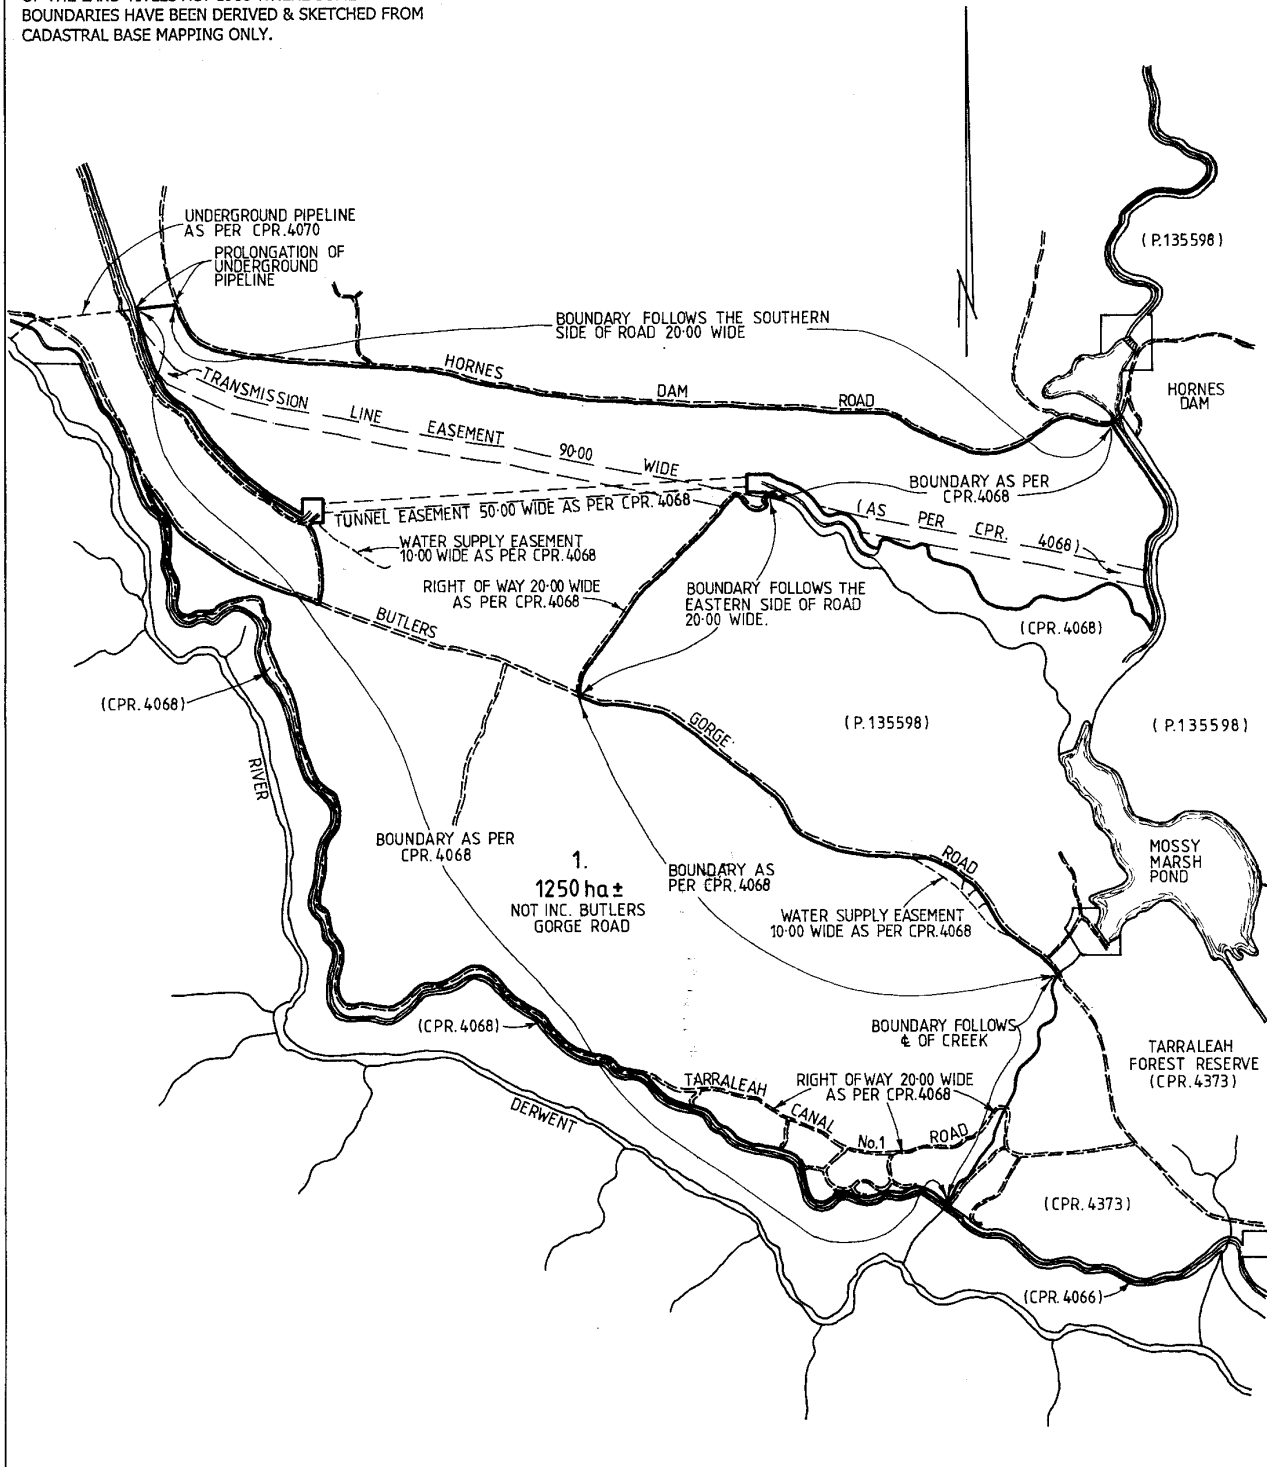 BOUNDARIES HAVE BEEN DERIVED & SKETCHED FROM
CADASTRAL BASE MAPPING ONLY.
UNDERGROUND PIPELINE
AS PER CPR.4070
PROLONGATION OF
UNDERGROUND
PIPELINE
(P.135598)
BOUNDARY FOLLOWS THE SOUTHERN
SIDE OF ROAD 20·00 WIDE
HORNES DAM ROAD
HORNES
DAM
TRANSMISSION LINE EASEMENT 90·00 WIDE
(AS PER CPR. 4068)
BOUNDARY AS PER
CPR.4068
TUNNEL EASEMENT 50·00 WIDE AS PER CPR.4068
WATER SUPPLY EASEMENT
10·00 WIDE AS PER CPR.4068
RIGHT OF WAY 20·00 WIDE
AS PER CPR.4068
BOUNDARY FOLLOWS THE
EASTERN SIDE OF ROAD
20·00 WIDE.
(CPR.4068)
BUTLERS GORGE ROAD
(CPR.4068)
(P.135598)
(P.135598)
RIVER
BOUNDARY AS PER
CPR.4068
1.
1250 ha ±
NOT INC. BUTLERS
GORGE ROAD
BOUNDARY AS
PER CPR.4068
MOSSY
MARSH
POND
WATER SUPPLY EASEMENT
10·00 WIDE AS PER CPR.4068
(CPR.4068)
BOUNDARY FOLLOWS
℄ OF CREEK
TARRALEAH
FOREST RESERVE
(CPR.4373)
TARRALEAH CANAL No.1 ROAD
RIGHT OF WAY 20·00 WIDE
AS PER CPR.4068
DERWENT
(CPR.4373)
(CPR.4066)